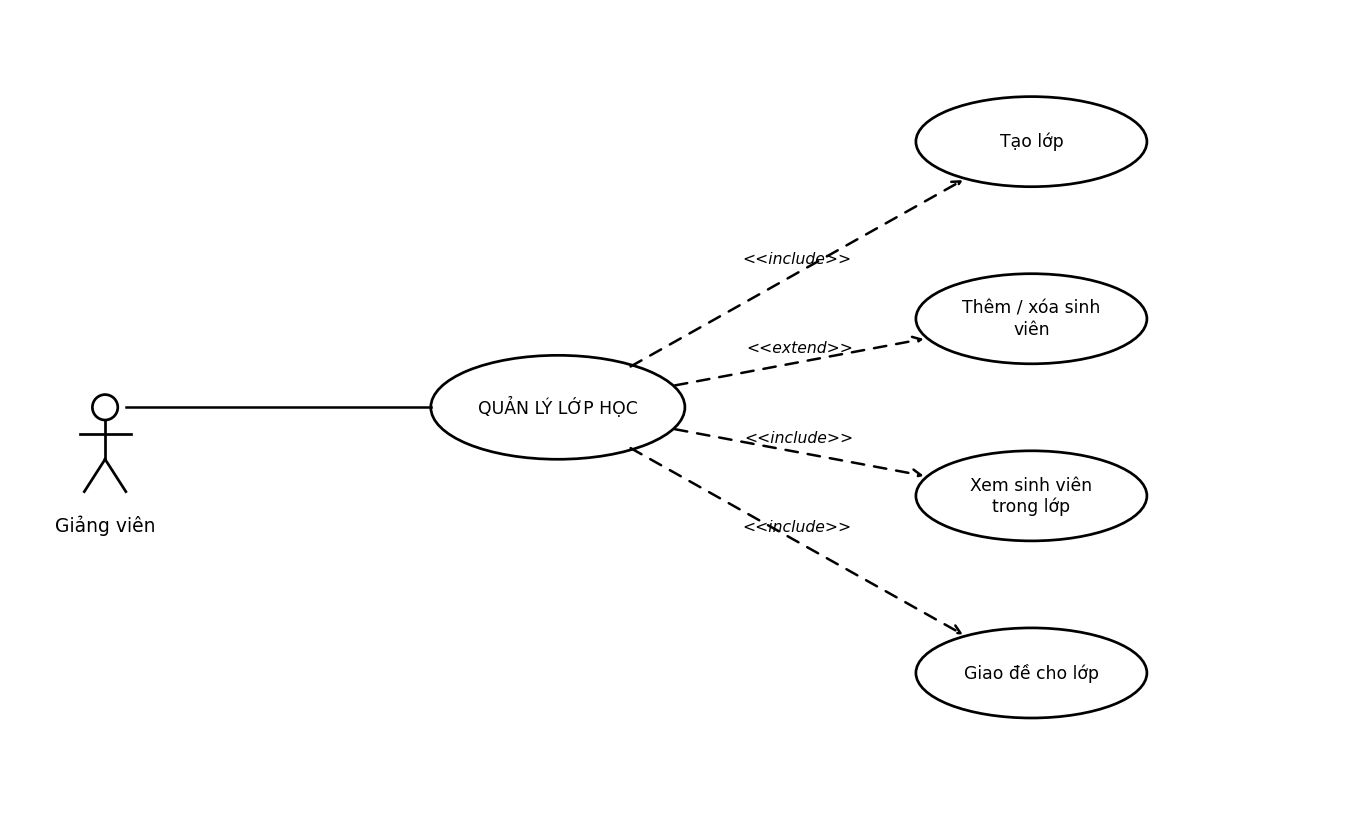 Tạo lớp
<<include>>
Thêm / xóa sinh
viên
<<extend>>
QUẢN LÝ LỚP HỌC
<<include>>
Xem sinh viên
trong lớp
Giảng viên
<<include>>
Giao đề cho lớp